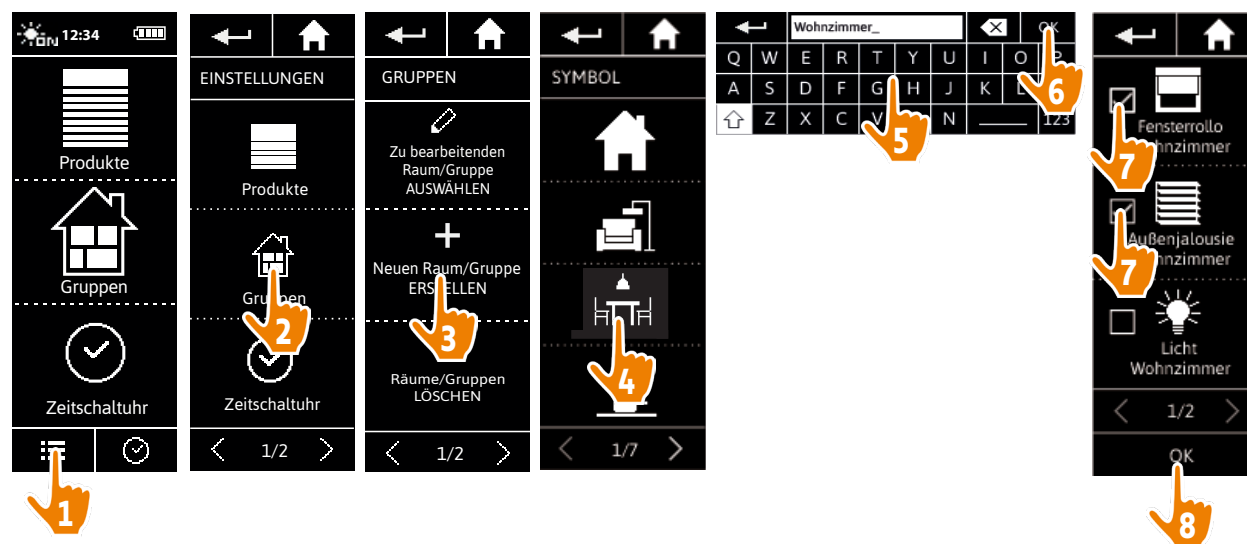 ON 12:34
Produkte
Gruppen
Zeitschaltuhr
1
EINSTELLUNGEN
Produkte
Gruppen
2
Zeitschaltuhr
1/2
GRUPPEN
Zu bearbeitenden
Raum/Gruppe
AUSWÄHLEN
Neuen Raum/Gruppe
ERSTELLEN
3
Räume/Gruppen
LÖSCHEN
1/2
SYMBOL
4
1/7
Wohnzimmer_
OK
Q W E R T Y U I O P
A S D F G H J K L
Z X C V N 123
5
6
Fensterrollo
Wohnzimmer
7
Außenjalousie
Wohnzimmer
7
Licht
Wohnzimmer
1/2
OK
8